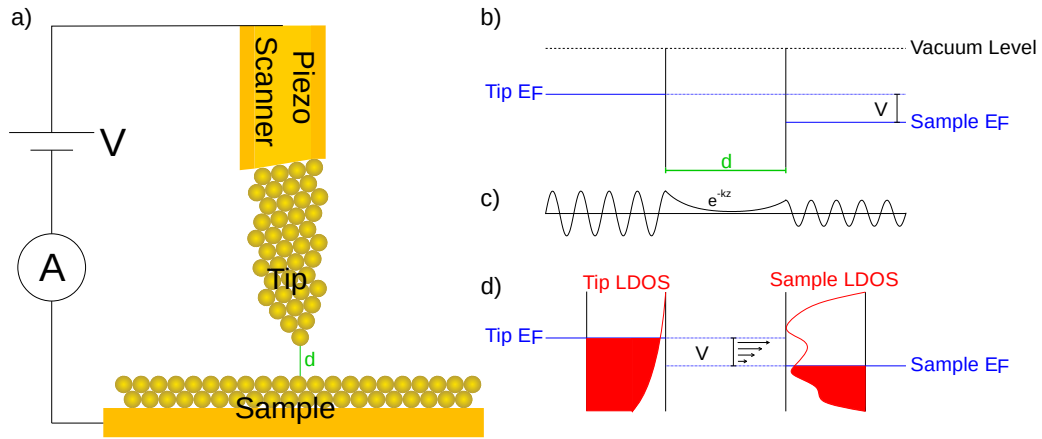 a)
Piezo
Scanner
V
A
Tip
d
Sample
b)
Vacuum Level
Tip EF
V
Sample EF
d
c)
e-kz
d)
Tip LDOS
Sample LDOS
Tip EF
V
Sample EF